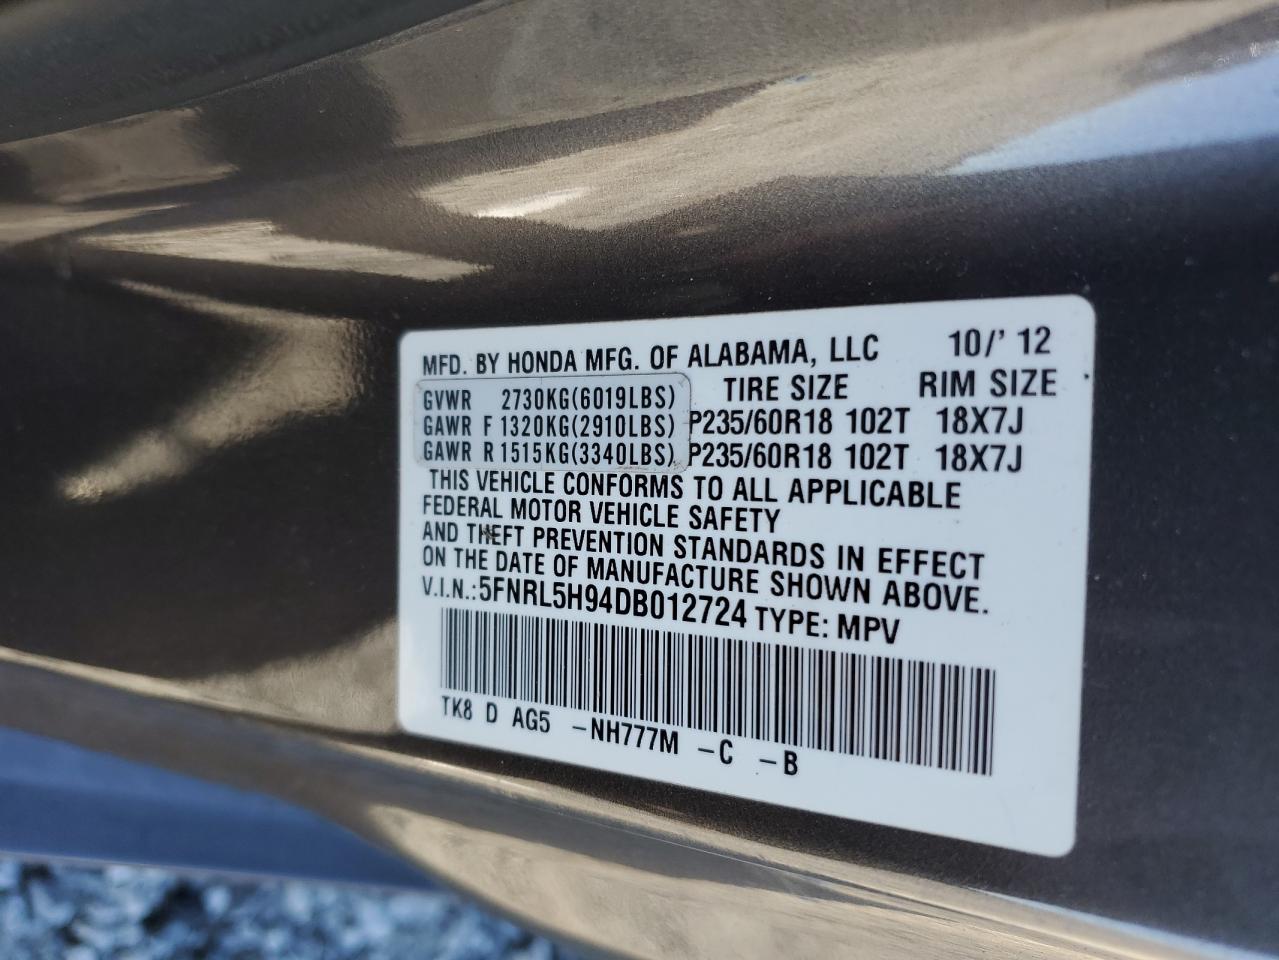 MFD. BY HONDA MFG. OF ALABAMA, LLC 10/' 12
TIRE SIZE RIM SIZE
GVWR 2730KG(6019LBS)
GAWR F 1320KG(2910LBS) P235/60R18 102T 18X7J
GAWR R 1515KG(3340LBS) P235/60R18 102T 18X7J
THIS VEHICLE CONFORMS TO ALL APPLICABLE
FEDERAL MOTOR VEHICLE SAFETY
AND THEFT PREVENTION STANDARDS IN EFFECT
ON THE DATE OF MANUFACTURE SHOWN ABOVE.
V.I.N.:5FNRL5H94DB012724 TYPE: MPV
TK8 D AG5 -NH777M -C -B